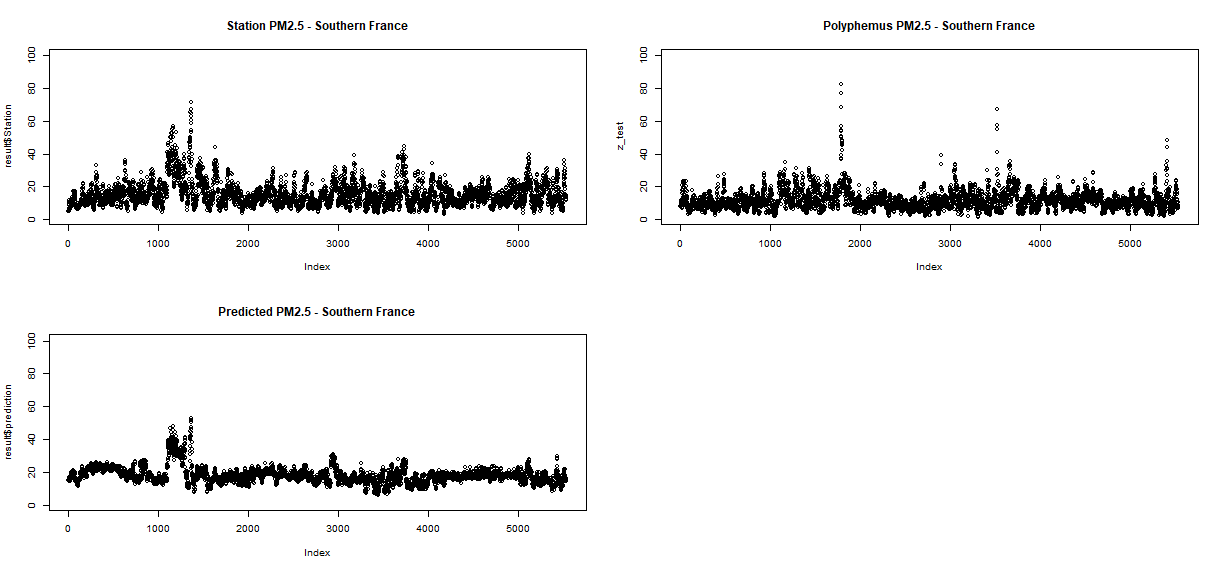 Station PM2.5 - Southern France
result$Station
100
80
60
40
20
0
0 1000 2000 3000 4000 5000
Index
Polyphemus PM2.5 - Southern France
z_test
100
80
60
40
20
0
0 1000 2000 3000 4000 5000
Index
Predicted PM2.5 - Southern France
result$prediction
100
80
60
40
20
0
0 1000 2000 3000 4000 5000
Index